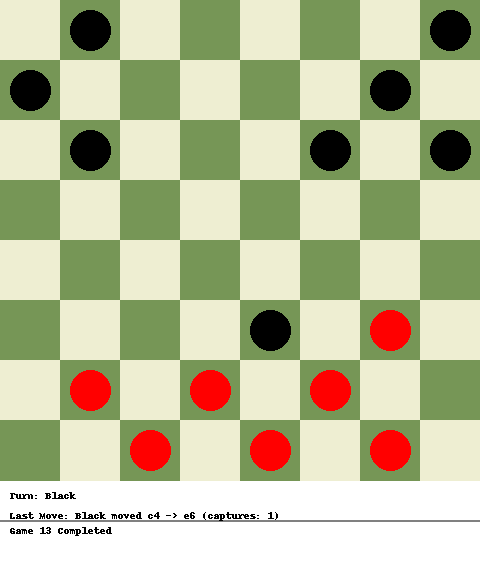 Turn: Black
Last Move: Black moved c4 -> e6 (captures: 1)
Game 13 Completed